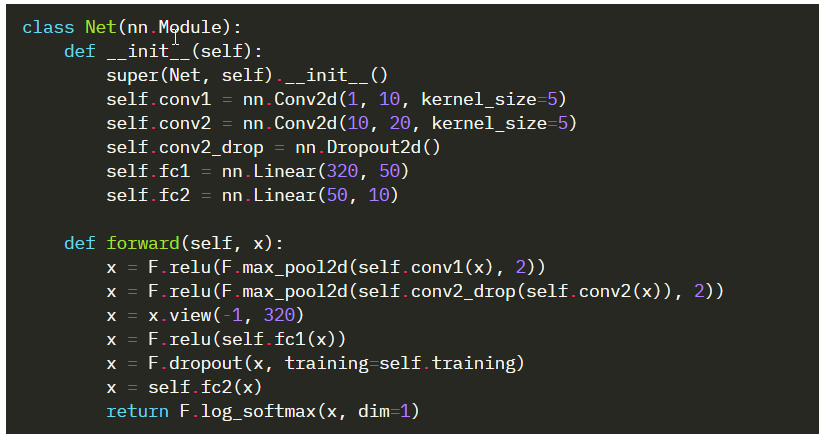 class Net(nn.Module):
    def __init__(self):
        super(Net, self).__init__()
        self.conv1 = nn.Conv2d(1, 10, kernel_size=5)
        self.conv2 = nn.Conv2d(10, 20, kernel_size=5)
        self.conv2_drop = nn.Dropout2d()
        self.fc1 = nn.Linear(320, 50)
        self.fc2 = nn.Linear(50, 10)

    def forward(self, x):
        x = F.relu(F.max_pool2d(self.conv1(x), 2))
        x = F.relu(F.max_pool2d(self.conv2_drop(self.conv2(x)), 2))
        x = x.view(-1, 320)
        x = F.relu(self.fc1(x))
        x = F.dropout(x, training=self.training)
        x = self.fc2(x)
        return F.log_softmax(x, dim=1)